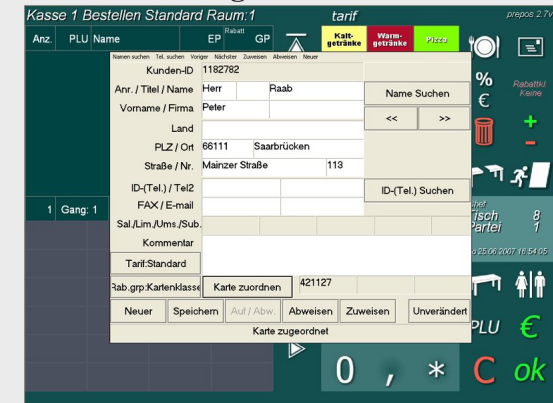 Kasse 1 Bestellen Standard Raum:1 tarif prepos 2.7v
Anz. PLU Name EP Rabatt GP
Kalt-getränke Warm-getränke Pizza
Namen suchen Tel. suchen Voriger Nächster Zuweisen Abweisen Neuer
Kunden-ID 1182782
Anr. / Titel / Name Herr Raab Name Suchen
% Rabattkl
€ Keine
Vorname / Firma Peter << >>
Land
+
-
PLZ / Ort 66111 Saarbrücken
Straße / Nr. Mainzer Straße 113
ID-(Tel.) / Tel2 ID-(Tel.) Suchen
FAX / E-mail
1 Gang: 1
8
Partei 1
Sal./Lim./Ums./Sub.
Kommentar
25.06.2007 16:54:05
Tarif:Standard
Rab.grp:Kartenklasse Karte zuordnen 421127
Neuer Speichern Auf / Abw. Abweisen Zuweisen Unverändert
Karte zugeordnet
PLU €
0 , * C ok